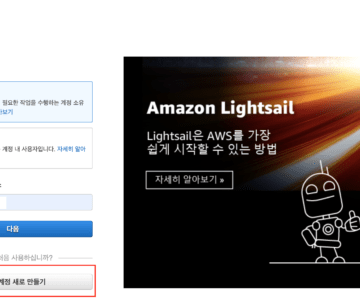 필요한 작업을 수행하는 계정 소유
보기
계정 내 사용자입니다. 자세히 알아
다음
사용하십니까?
계정 새로 만들기
Amazon Lightsail
Lightsail은 AWS를 가장
쉽게 시작할 수 있는 방법
자세히 알아보기 »